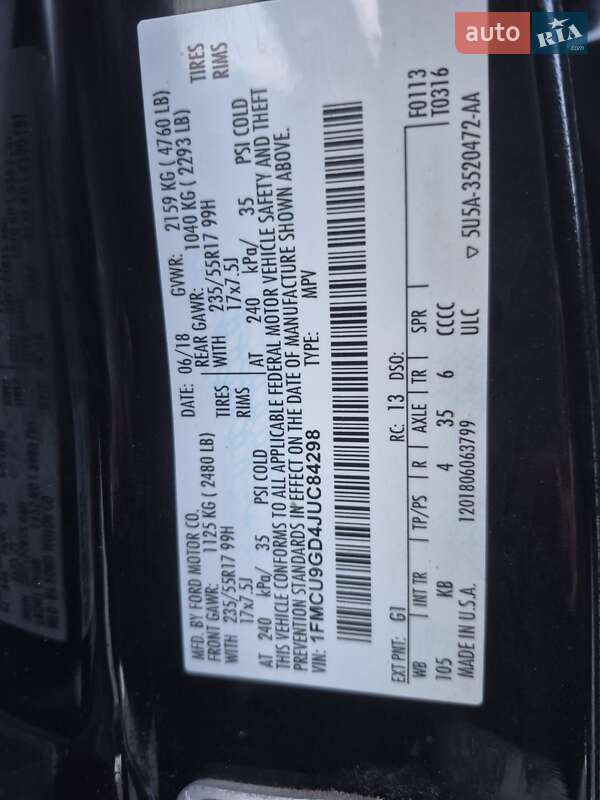 auto RIA.com
MFD. BY FORD MOTOR CO. DATE: 06/18 GVWR: 2159 KG ( 4760 LB)
FRONT GAWR: 1125 KG ( 2480 LB) REAR GAWR: 1040 KG ( 2293 LB)
WITH 235/55R17 99H TIRES WITH 235/55R17 99H TIRES
17x7.5J RIMS 17x7.5J RIMS
AT 240 kPa/ 35 PSI COLD AT 240 kPa/ 35 PSI COLD
THIS VEHICLE CONFORMS TO ALL APPLICABLE FEDERAL MOTOR VEHICLE SAFETY AND THEFT
PREVENTION STANDARDS IN EFFECT ON THE DATE OF MANUFACTURE SHOWN ABOVE.
VIN: 1FMCU9GD4JUC84298 TYPE: MPV
EXT PNT: G1 RC: 13 DSO: F0113
WB INT TR TP/PS R AXLE TR SPR T0316
105 KB 4 35 6 CCCC
MADE IN U.S.A. 1201806063799 ULC ▽ 5U5A-3520472-AA